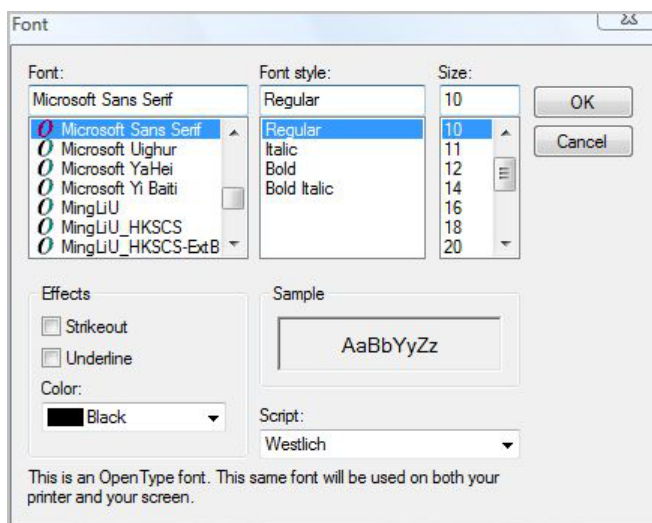 Font
Font:
Microsoft Sans Serif
Microsoft Sans Serif
Microsoft Uighur
Microsoft YaHei
Microsoft Yi Baiti
MingLiU
MingLiU_HKSCS
MingLiU_HKSCS-ExtB
Font style:
Regular
Regular
Italic
Bold
Bold Italic
Size:
10
10
11
12
14
16
18
20
OK
Cancel
Effects
Strikeout
Underline
Color:
Black
Sample
AaBbYyZz
Script:
Westlich
This is an OpenType font. This same font will be used on both your
printer and your screen.